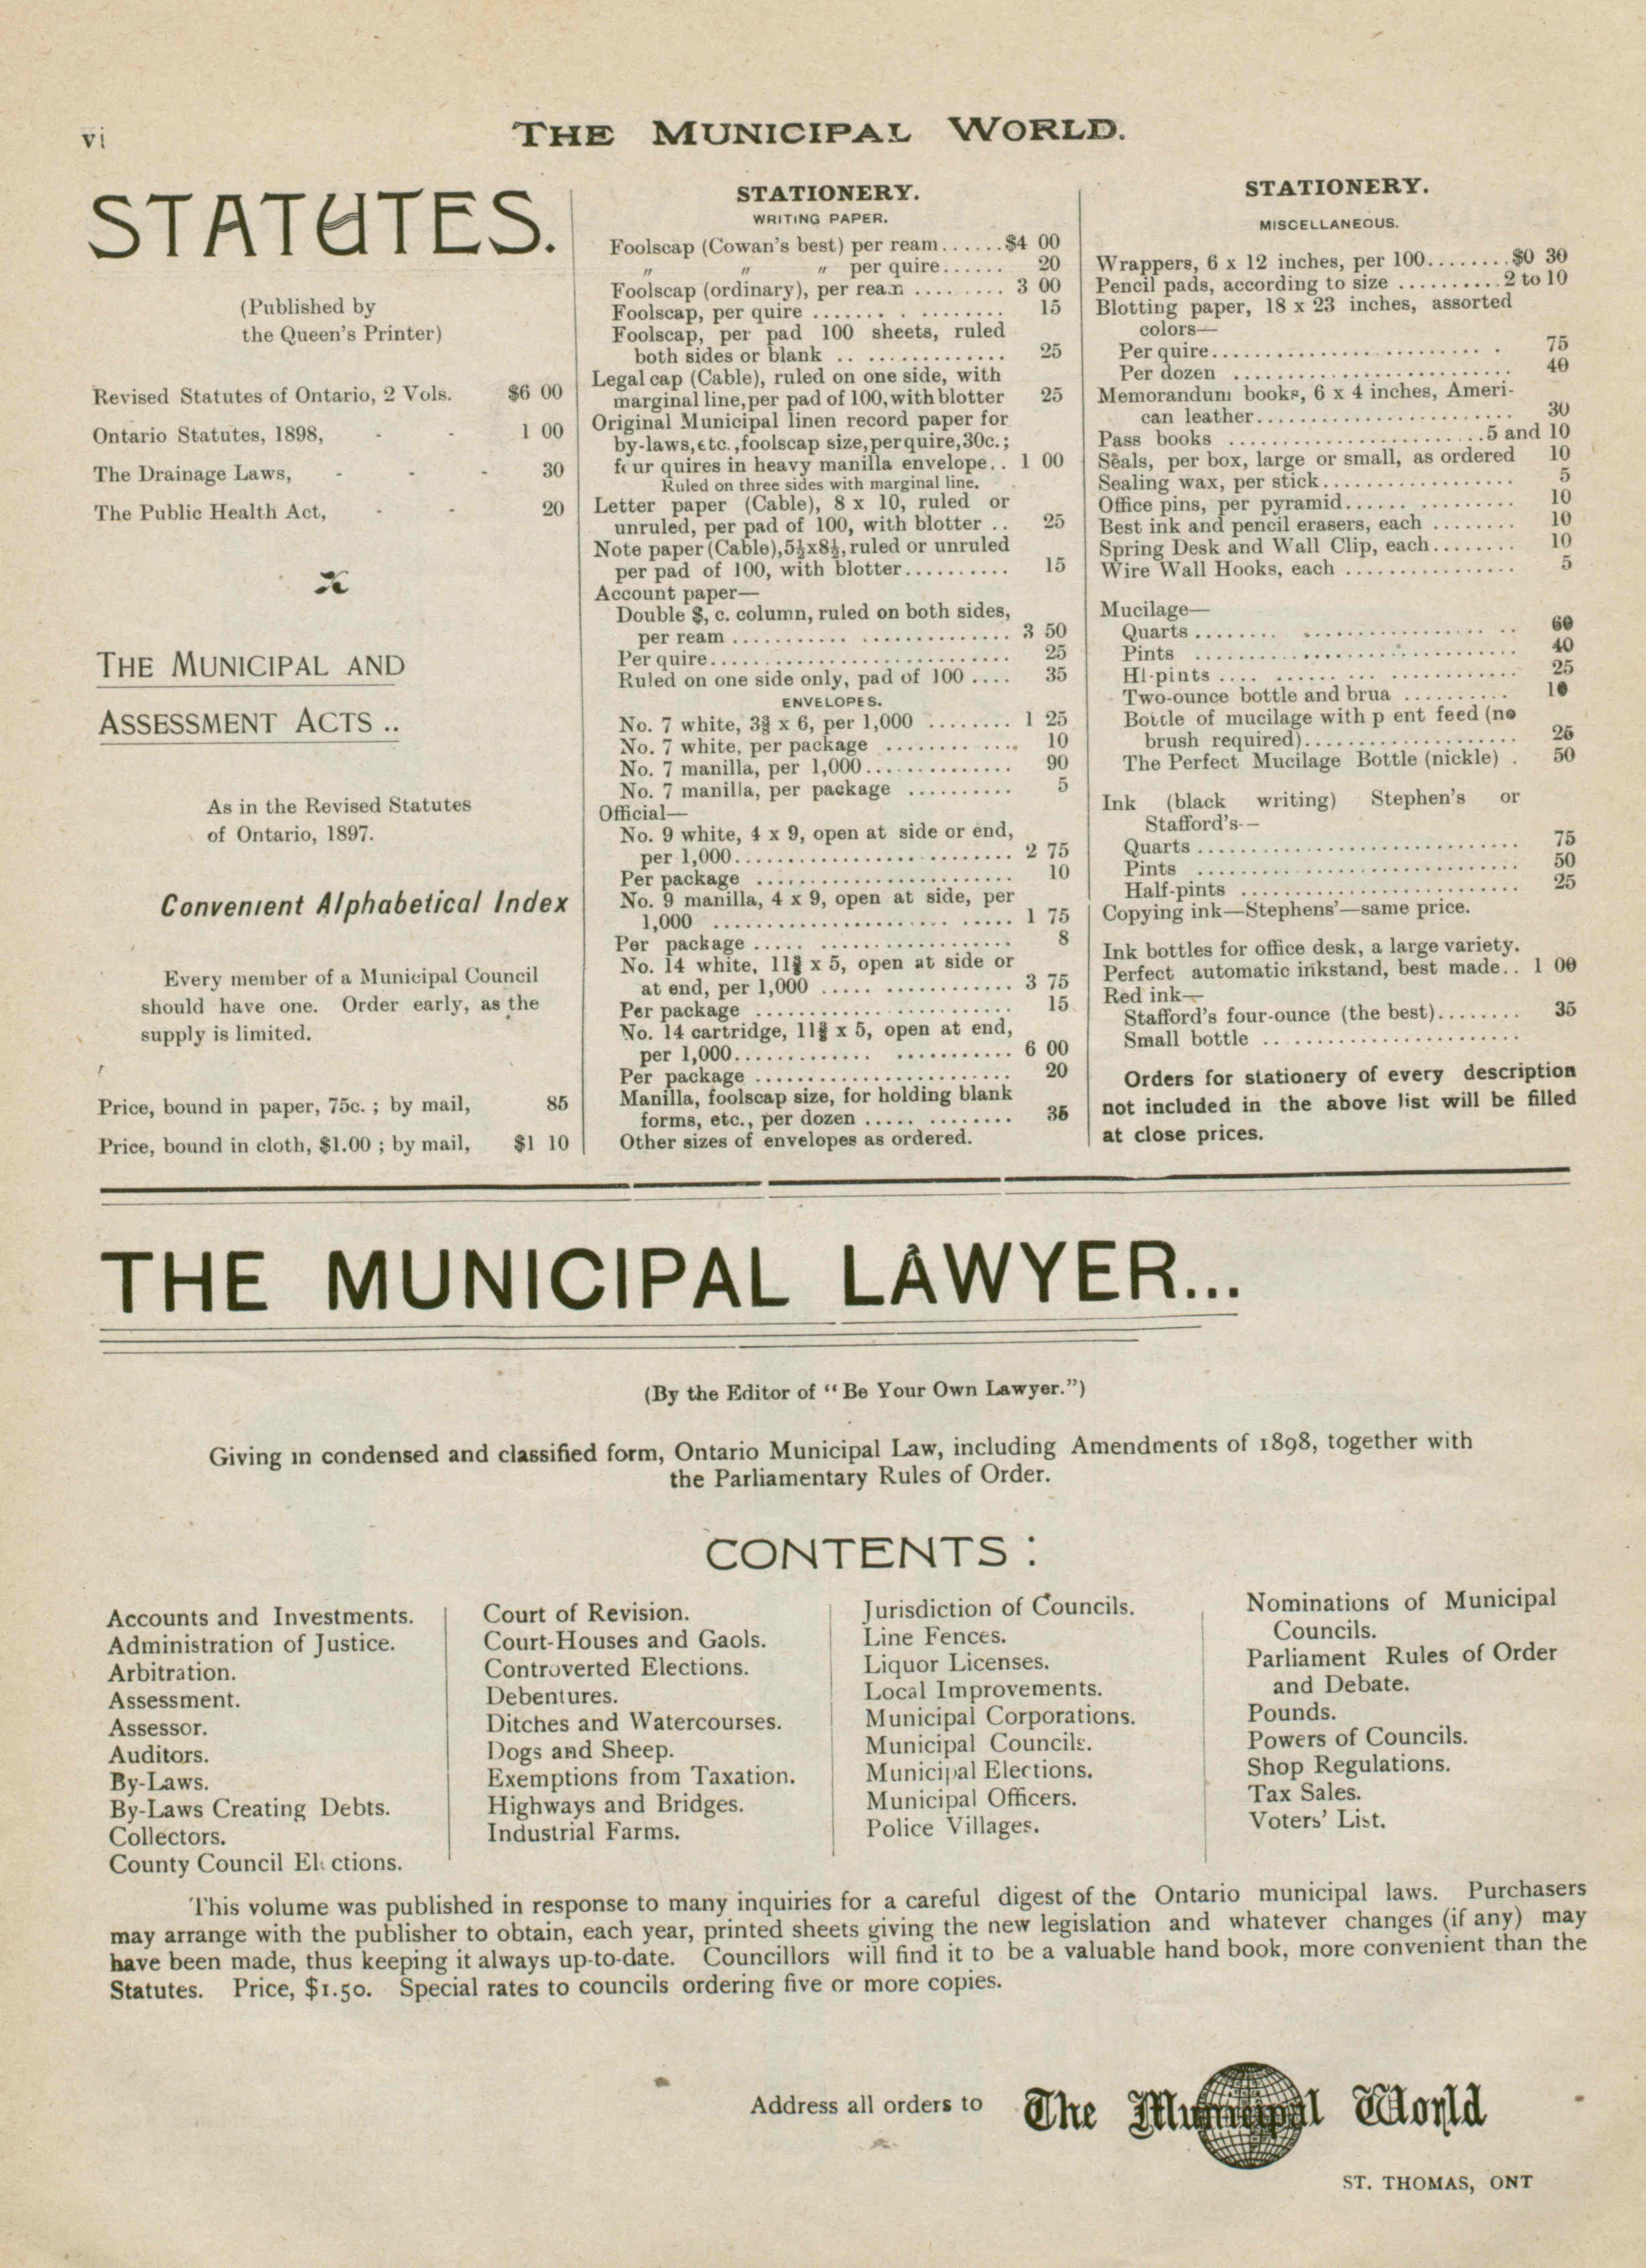 vi
THE MUNICIPAL WORLD.
STATUTES.
(Published by
the Queen's Printer)
Revised Statutes of Ontario, 2 Vols. $6 00
Ontario Statutes, 1898, - - 1 00
The Drainage Laws, - - - 30
The Public Health Act, - - 20
THE MUNICIPAL AND
ASSESSMENT ACTS ..
As in the Revised Statutes
of Ontario, 1897.
Convenient Alphabetical Index
Every member of a Municipal Council
should have one. Order early, as the
supply is limited.
Price, bound in paper, 75c. ; by mail, 85
Price, bound in cloth, $1.00 ; by mail, $1 10
STATIONERY.
WRITING PAPER.
Foolscap (Cowan's best) per ream......$4 00
" " " per quire...... 20
Foolscap (ordinary), per ream ......... 3 00
Foolscap, per quire ....... . ......... 15
Foolscap, per pad 100 sheets, ruled
both sides or blank .. .............. 25
Legal cap (Cable), ruled on one side, with
marginal line, per pad of 100, with blotter 25
Original Municipal linen record paper for
by-laws, etc., foolscap size, per quire, 30c.;
four quires in heavy manilla envelope.. 1 00
Ruled on three sides with marginal line.
Letter paper (Cable), 8 x 10, ruled or
unruled, per pad of 100, with blotter .. 25
Note paper (Cable), 5½x8½, ruled or unruled
per pad of 100, with blotter.......... 15
Account paper—
Double $, c. column, ruled on both sides,
per ream ........... .............. 3 50
Per quire............................ 25
Ruled on one side only, pad of 100 .... 35
ENVELOPES.
No. 7 white, 3⅜ x 6, per 1,000 ........ 1 25
No. 7 white, per package ............. 10
No. 7 manilla, per 1,000............... 90
No. 7 manilla, per package .......... 5
Official—
No. 9 white, 4 x 9, open at side or end,
per 1,000........................... 2 75
Per package ......................... 10
No. 9 manilla, 4 x 9, open at side, per
1,000 ...................... ..... 1 75
Per package ..... .................. 8
No. 14 white, 11⅜ x 5, open at side or
at end, per 1,000 ..... ............ 3 75
Per package ......................... 15
No. 14 cartridge, 11⅜ x 5, open at end,
per 1,000............. ........... 6 00
Per package ......................... 20
Manilla, foolscap size, for holding blank
forms, etc., per dozen ..... ........ 35
Other sizes of envelopes as ordered.
STATIONERY.
MISCELLANEOUS.
Wrappers, 6 x 12 inches, per 100........$0 30
Pencil pads, according to size ..........2 to 10
Blotting paper, 18 x 23 inches, assorted
colors—
Per quire........................... . 75
Per dozen ........................... 40
Memorandum books, 6 x 4 inches, Ameri-
can leather......................... 30
Pass books .........................5 and 10
Seals, per box, large or small, as ordered 10
Sealing wax, per stick.................. 5
Office pins, per pyramid...... ......... 10
Best ink and pencil erasers, each ........ 10
Spring Desk and Wall Clip, each........ 10
Wire Wall Hooks, each ................ 5
Mucilage—
Quarts........ .................... .. 60
Pints ............................... 40
Hl-pints .... ...... ... ............ 25
Two-ounce bottle and brua .......... 10
Bottle of mucilage with p ent feed (no
brush required)..................... 25
The Perfect Mucilage Bottle (nickle) . 50
Ink (black writing) Stephen's or
Stafford's—
Quarts .............................. 75
Pints ............................... 50
Half-pints .......................... 25
Copying ink—Stephens'—same price.
Ink bottles for office desk, a large variety.
Perfect automatic inkstand, best made.. 1 00
Red ink—
Stafford's four-ounce (the best)........ 35
Small bottle ........................
Orders for stationery of every description
not included in the above list will be filled
at close prices.
THE MUNICIPAL LAWYER...
(By the Editor of "Be Your Own Lawyer.")
Giving in condensed and classified form, Ontario Municipal Law, including Amendments of 1898, together with
the Parliamentary Rules of Order.
CONTENTS :
Accounts and Investments.
Administration of Justice.
Arbitration.
Assessment.
Assessor.
Auditors.
By-Laws.
By-Laws Creating Debts.
Collectors.
County Council Elections.
Court of Revision.
Court-Houses and Gaols.
Controverted Elections.
Debentures.
Ditches and Watercourses.
Dogs and Sheep.
Exemptions from Taxation.
Highways and Bridges.
Industrial Farms.
Jurisdiction of Councils.
Line Fences.
Liquor Licenses.
Local Improvements.
Municipal Corporations.
Municipal Councils.
Municipal Elections.
Municipal Officers.
Police Villages.
Nominations of Municipal
Councils.
Parliament Rules of Order
and Debate.
Pounds.
Powers of Councils.
Shop Regulations.
Tax Sales.
Voters' List.
This volume was published in response to many inquiries for a careful digest of the Ontario municipal laws. Purchasers
may arrange with the publisher to obtain, each year, printed sheets giving the new legislation and whatever changes (if any) may
have been made, thus keeping it always up-to-date. Councillors will find it to be a valuable hand book, more convenient than the
Statutes. Price, $1.50. Special rates to councils ordering five or more copies.
Address all orders to The Municipal World
ST. THOMAS, ONT